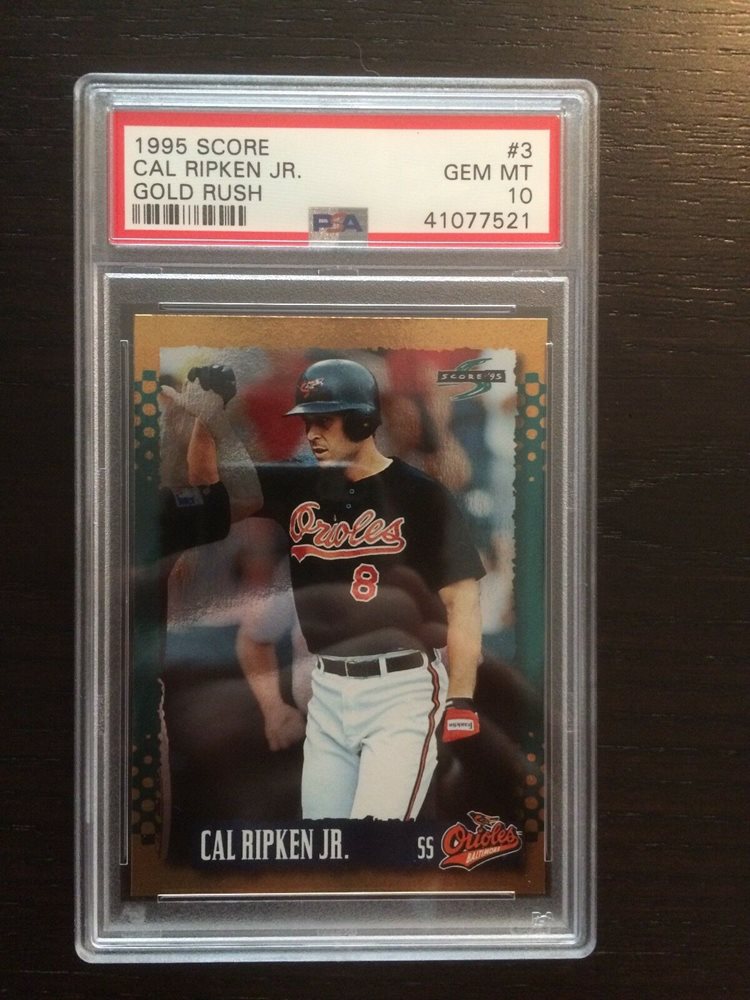 1995 SCORE #3
CAL RIPKEN JR. GEM MT
GOLD RUSH 10
PSA 41077521
SCORE '95
Orioles
8
Franklin
CAL RIPKEN JR. SS Orioles
BALTIMORE